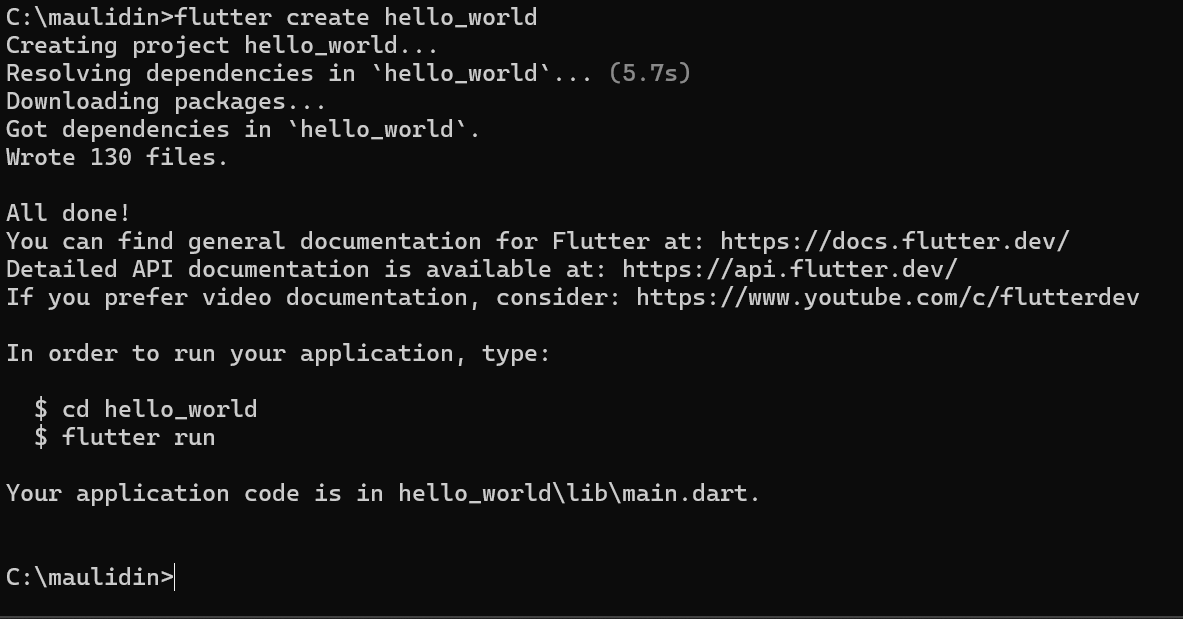 C:\maulidin>flutter create hello_world
Creating project hello_world...
Resolving dependencies in `hello_world`... (5.7s)
Downloading packages...
Got dependencies in `hello_world`.
Wrote 130 files.
All done!
You can find general documentation for Flutter at: https://docs.flutter.dev/
Detailed API documentation is available at: https://api.flutter.dev/
If you prefer video documentation, consider: https://www.youtube.com/c/flutterdev
In order to run your application, type:
$ cd hello_world
$ flutter run
Your application code is in hello_world\lib\main.dart.
C:\maulidin>